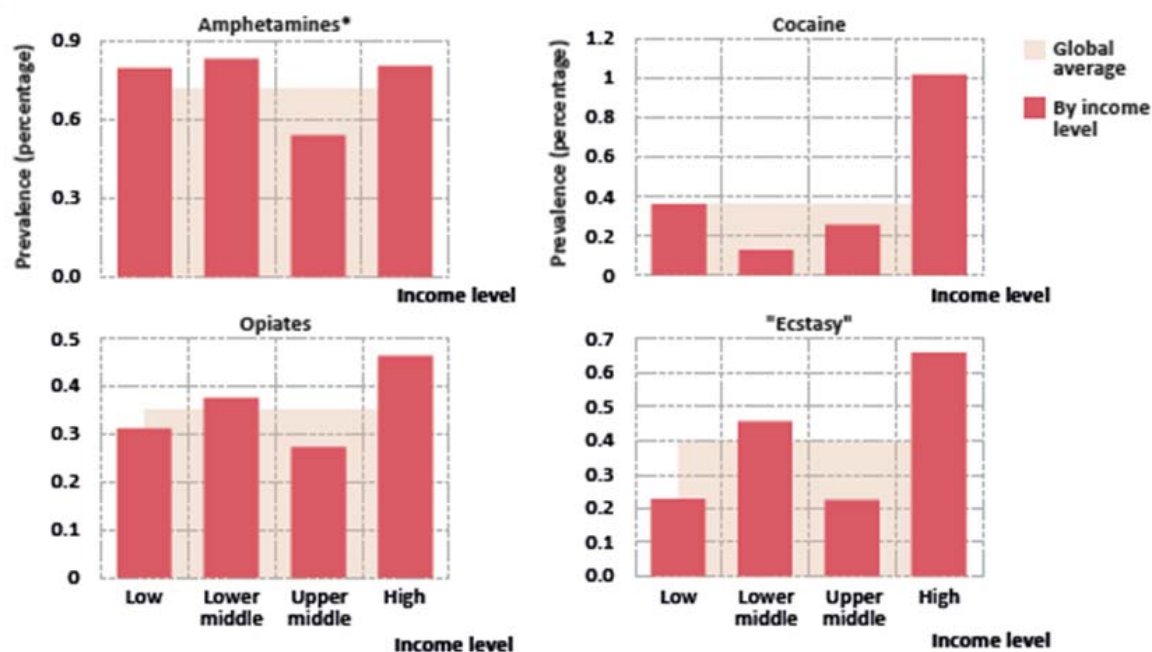 Amphetamines*
Prevalence (percentage)
0.9
0.6
0.3
0.0
Income level
Cocaine
Prevalence (percentage)
1.2
1
0.8
0.6
0.4
0.2
0
Income level
Global
average
By income
level
Opiates
0.5
0.4
0.3
0.2
0.1
0
Low
Lower
middle
Upper
middle
High
Income level
"Ecstasy"
0.7
0.6
0.5
0.4
0.3
0.2
0.1
0.0
Low
Lower
middle
Upper
middle
High
Income level